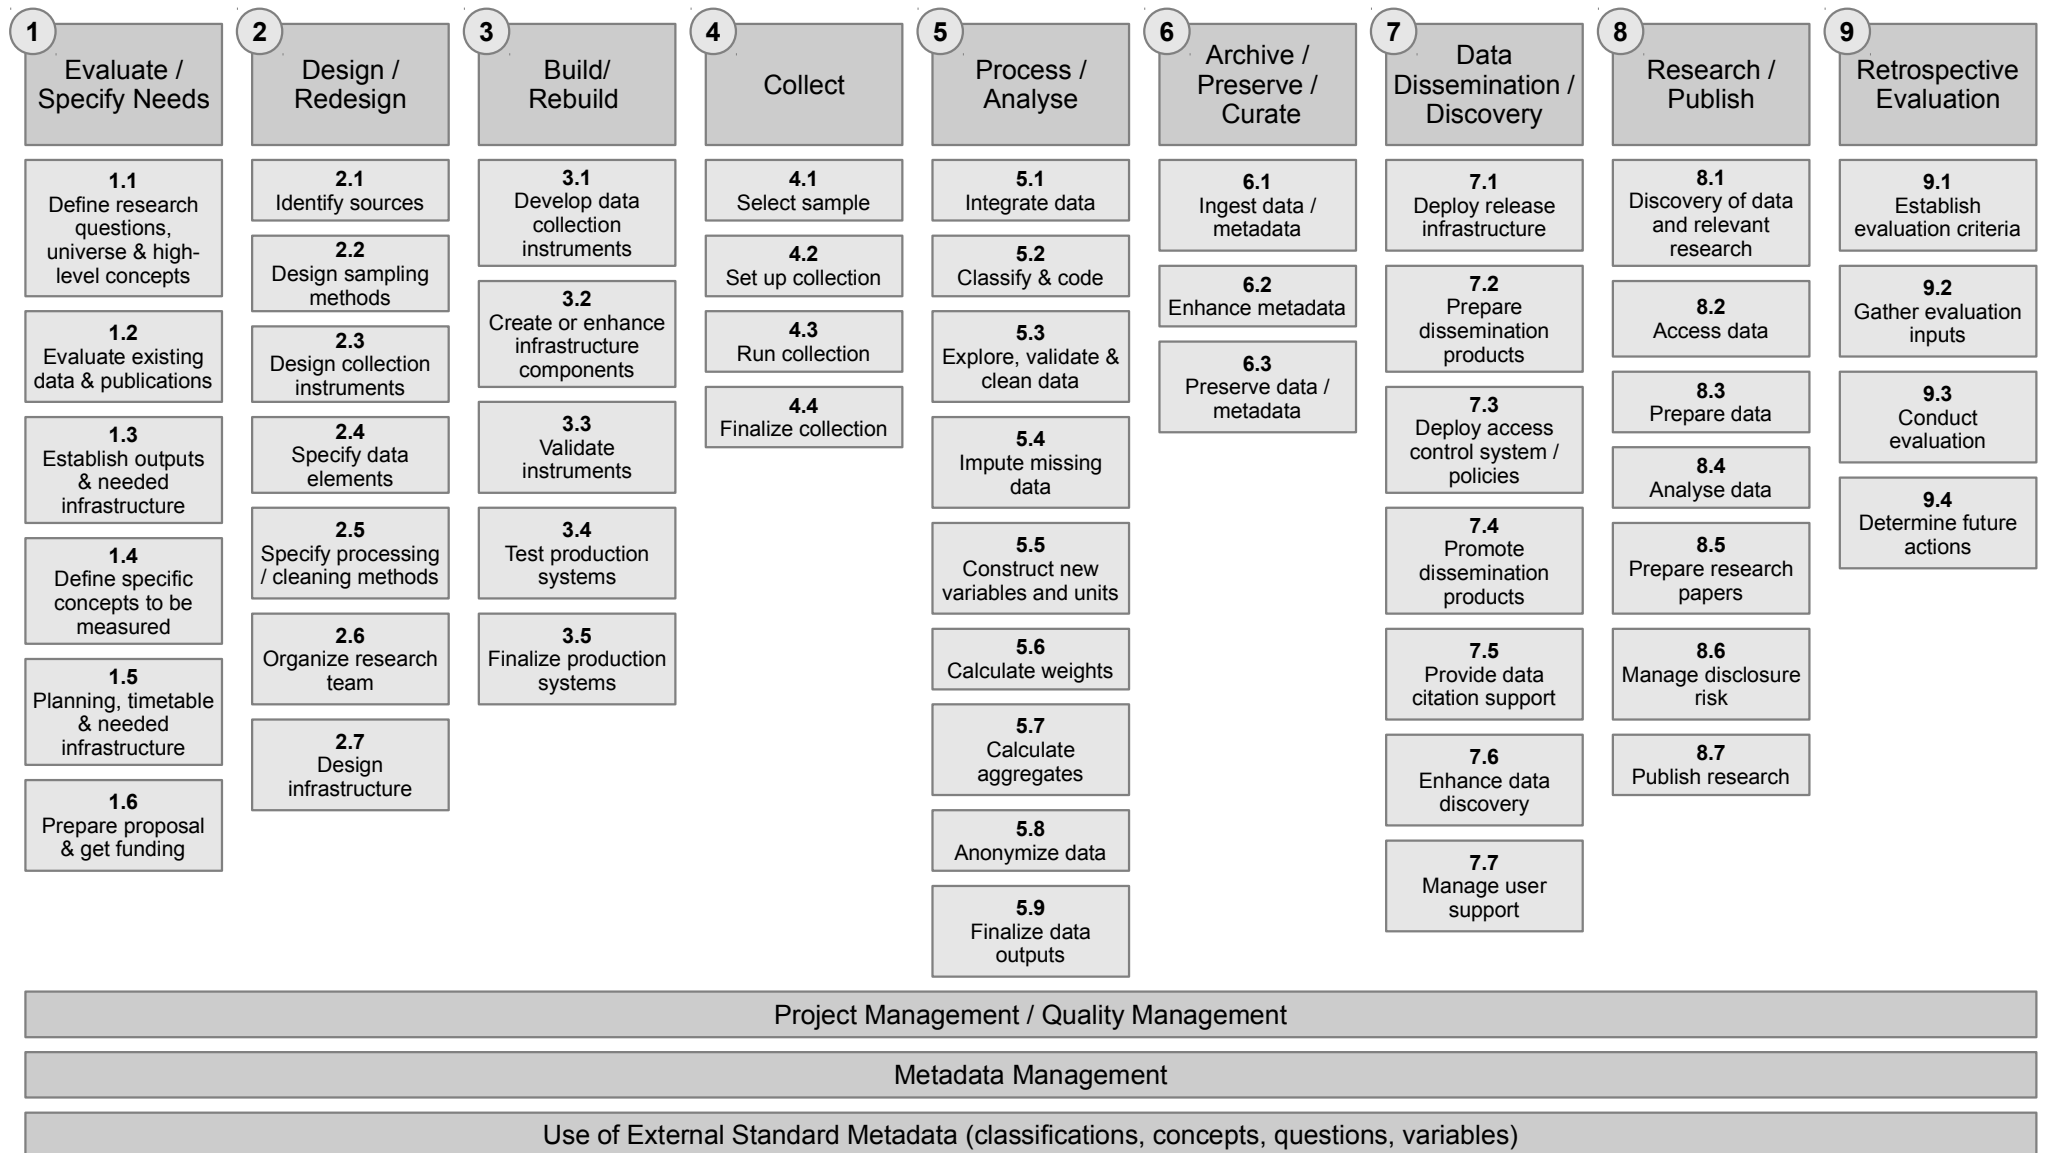 1
Evaluate /
Specify Needs
1.1
Define research
questions,
universe & high-
level concepts
1.2
Evaluate existing
data & publications
1.3
Establish outputs
& needed
infrastructure
1.4
Define specific
concepts to be
measured
1.5
Planning, timetable
& needed
infrastructure
1.6
Prepare proposal
& get funding
2
Design /
Redesign
2.1
Identify sources
2.2
Design sampling
methods
2.3
Design collection
instruments
2.4
Specify data
elements
2.5
Specify processing
/ cleaning methods
2.6
Organize research
team
2.7
Design
infrastructure
3
Build/
Rebuild
3.1
Develop data
collection
instruments
3.2
Create or enhance
infrastructure
components
3.3
Validate
instruments
3.4
Test production
systems
3.5
Finalize production
systems
4
Collect
4.1
Select sample
4.2
Set up collection
4.3
Run collection
4.4
Finalize collection
5
Process /
Analyse
5.1
Integrate data
5.2
Classify & code
5.3
Explore, validate &
clean data
5.4
Impute missing
data
5.5
Construct new
variables and units
5.6
Calculate weights
5.7
Calculate
aggregates
5.8
Anonymize data
5.9
Finalize data
outputs
6
Archive /
Preserve /
Curate
6.1
Ingest data /
metadata
6.2
Enhance metadata
6.3
Preserve data /
metadata
7
Data
Dissemination /
Discovery
7.1
Deploy release
infrastructure
7.2
Prepare
dissemination
products
7.3
Deploy access
control system /
policies
7.4
Promote
dissemination
products
7.5
Provide data
citation support
7.6
Enhance data
discovery
7.7
Manage user
support
8
Research /
Publish
8.1
Discovery of data
and relevant
research
8.2
Access data
8.3
Prepare data
8.4
Analyse data
8.5
Prepare research
papers
8.6
Manage disclosure
risk
8.7
Publish research
9
Retrospective
Evaluation
9.1
Establish
evaluation criteria
9.2
Gather evaluation
inputs
9.3
Conduct
evaluation
9.4
Determine future
actions
Project Management / Quality Management
Metadata Management
Use of External Standard Metadata (classifications, concepts, questions, variables)